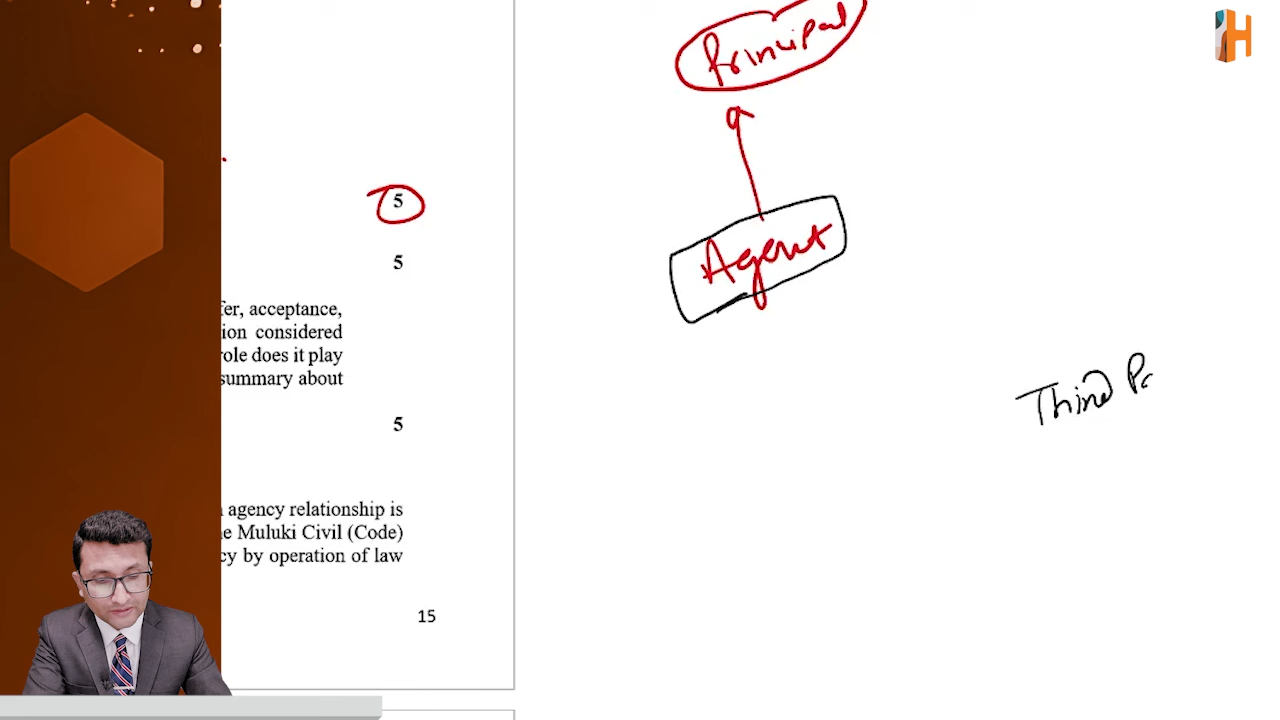 Principal
5
Agent
5
fer, acceptance,
ion considered
role does it play
summary about
Third Pa
5
agency relationship is
e Muluki Civil (Code)
cy by operation of law
15
H